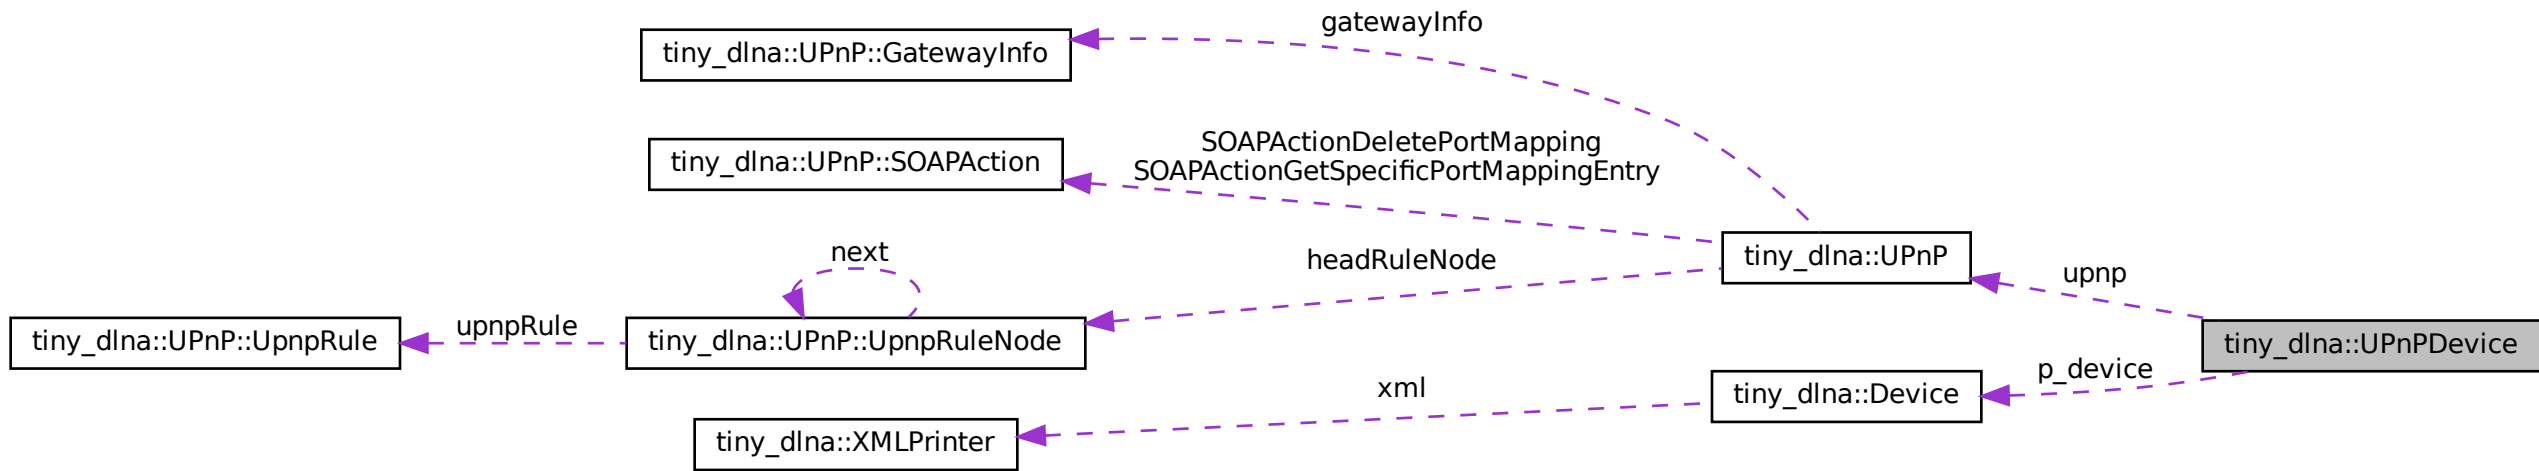 gatewayInfo
tiny_dlna::UPnP::GatewayInfo
SOAPActionDeletePortMapping
SOAPActionGetSpecificPortMappingEntry
tiny_dlna::UPnP::SOAPAction
next
headRuleNode
tiny_dlna::UPnP
upnp
upnpRule
tiny_dlna::UPnP::UpnpRule
tiny_dlna::UPnP::UpnpRuleNode
tiny_dlna::UPnPDevice
p_device
xml
tiny_dlna::Device
tiny_dlna::XMLPrinter